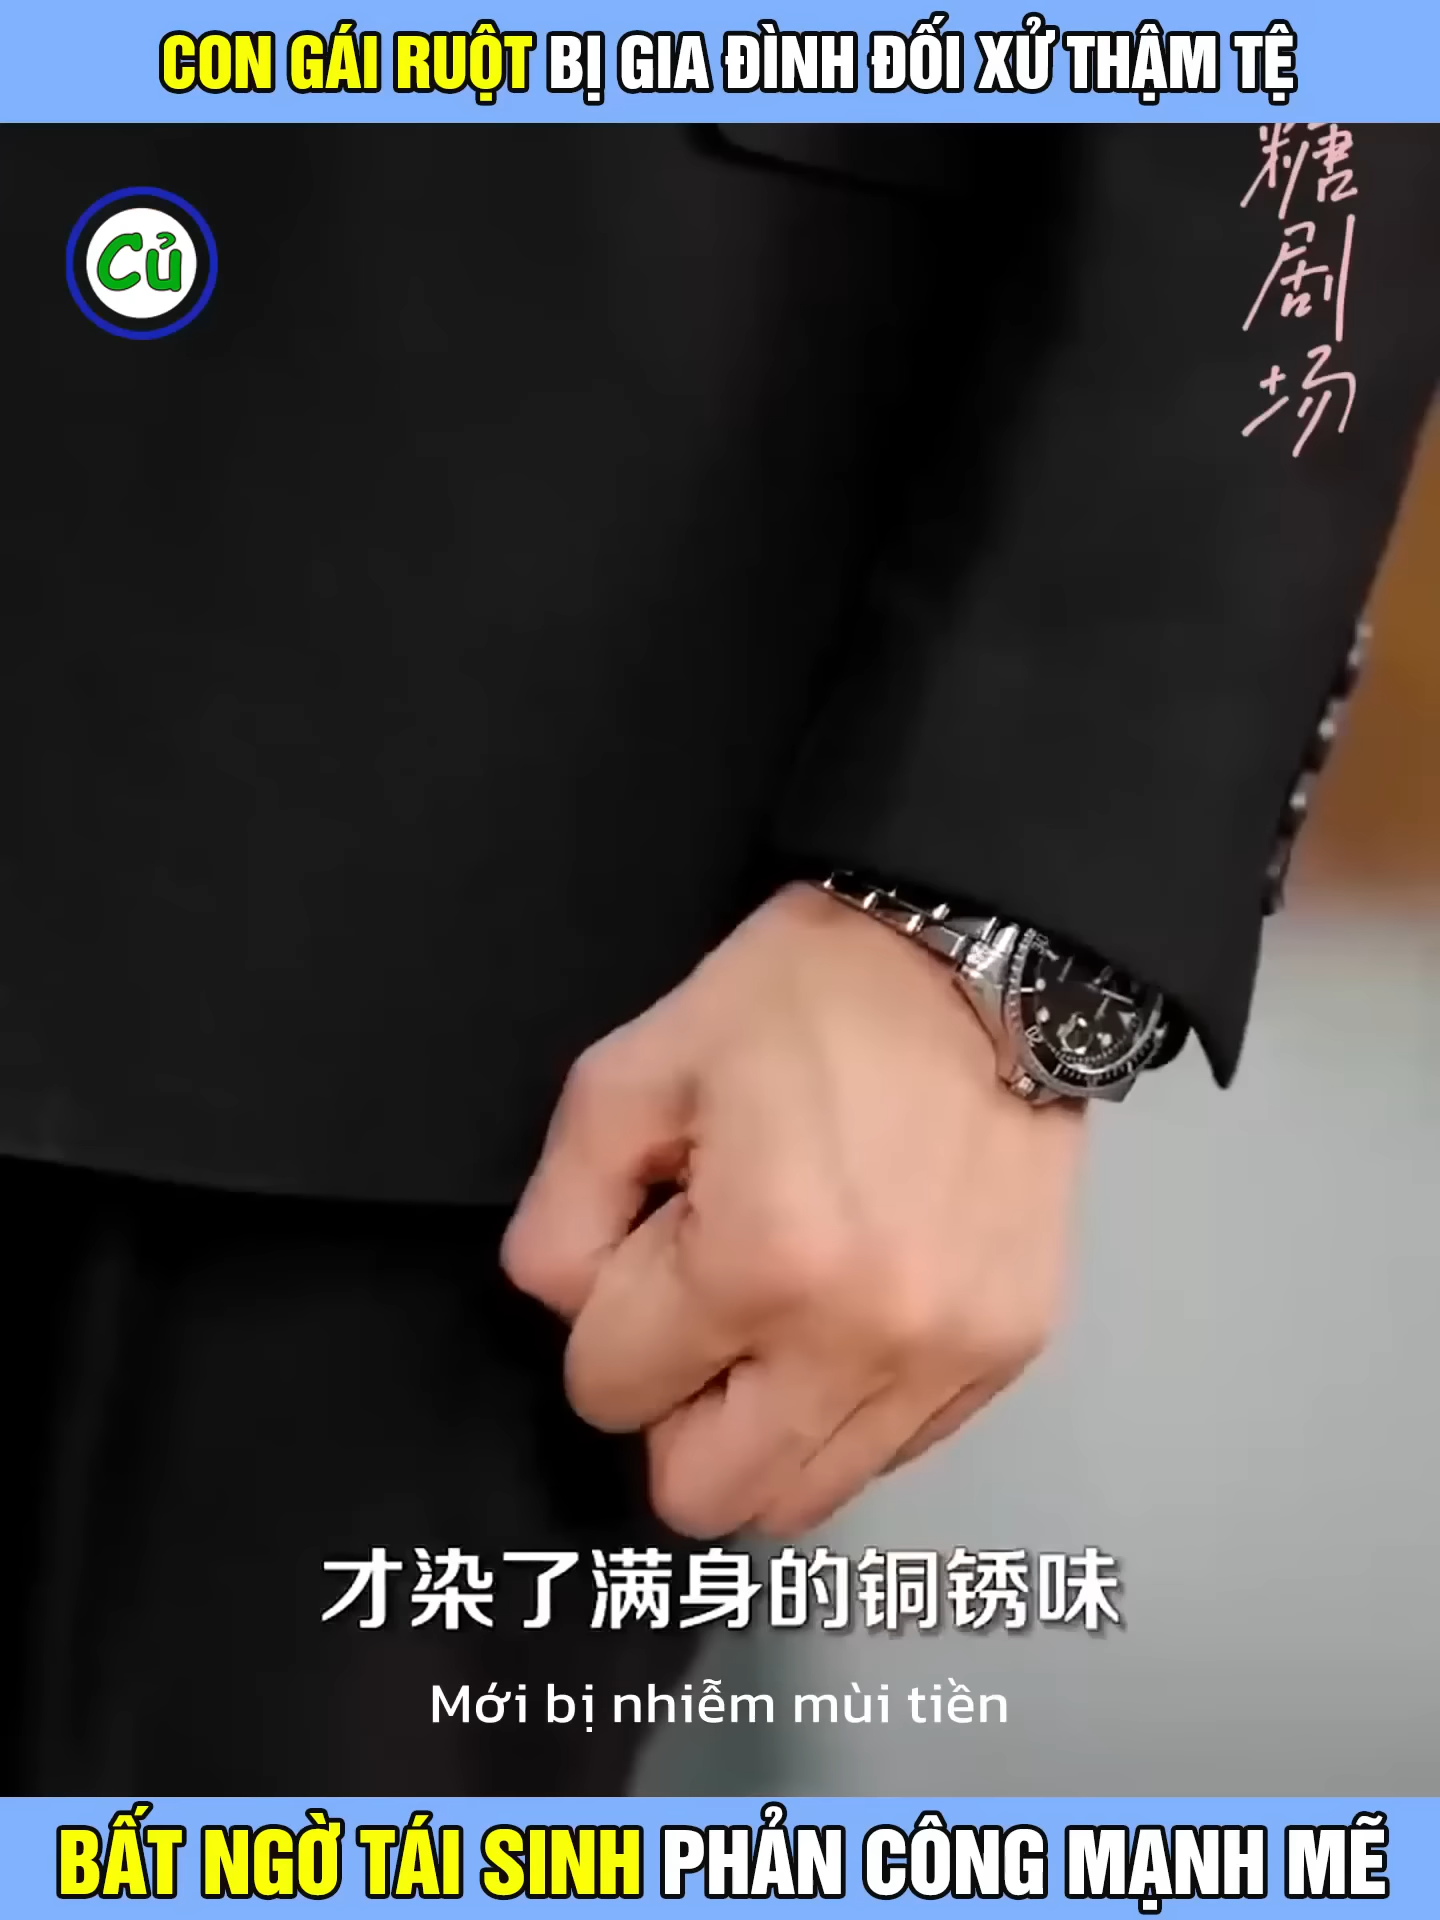 CON GÁI RUỘT BỊ GIA ĐÌNH ĐỐI XỬ THẬM TỆ
Củ
糖剧场
才染了满身的铜锈味
Mới bị nhiễm mùi tiền
BẤT NGỜ TÁI SINH PHẢN CÔNG MẠNH MẼ